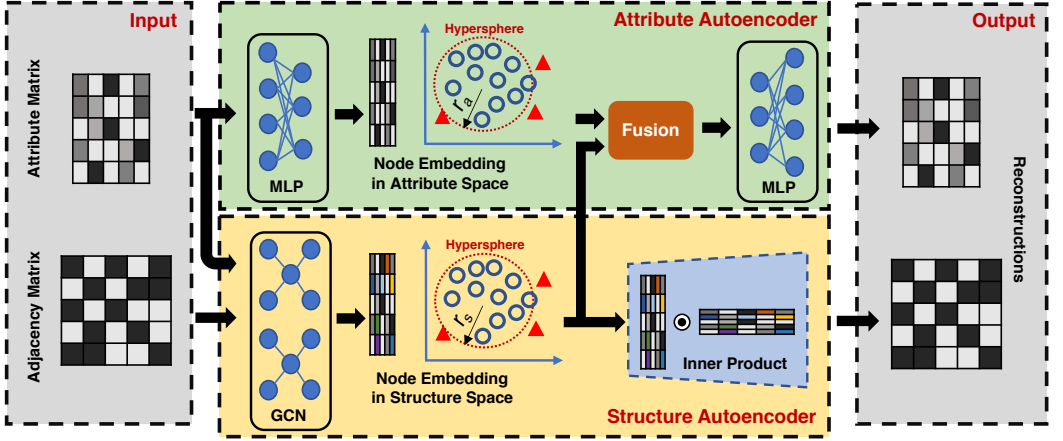 Input
Attribute Matrix
Adjacency Matrix
Attribute Autoencoder
MLP
Hypersphere
r_a
Node Embedding
in Attribute Space
Fusion
MLP
GCN
Hypersphere
r_s
Node Embedding
in Structure Space
Inner Product
Structure Autoencoder
Output
Reconstructions